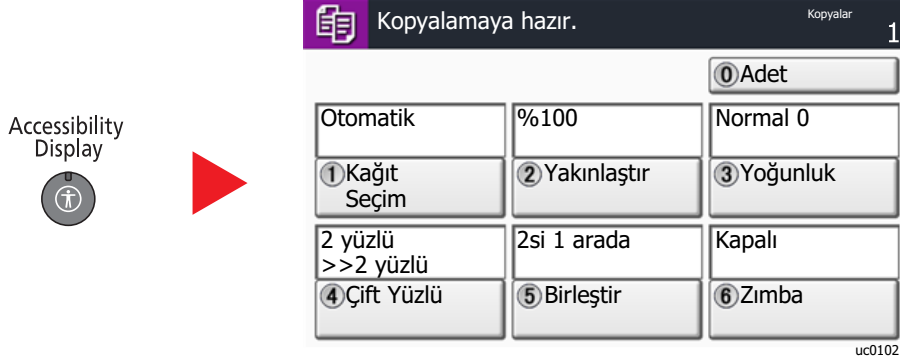 Accessibility
Display
Kopyalamaya hazır.
Kopyalar
1
0 Adet
Otomatik
%100
Normal 0
1 Kağıt
Seçim
2 Yakınlaştır
3 Yoğunluk
2 yüzlü
>>2 yüzlü
2si 1 arada
Kapalı
4 Çift Yüzlü
5 Birleştir
6 Zımba
uc0102